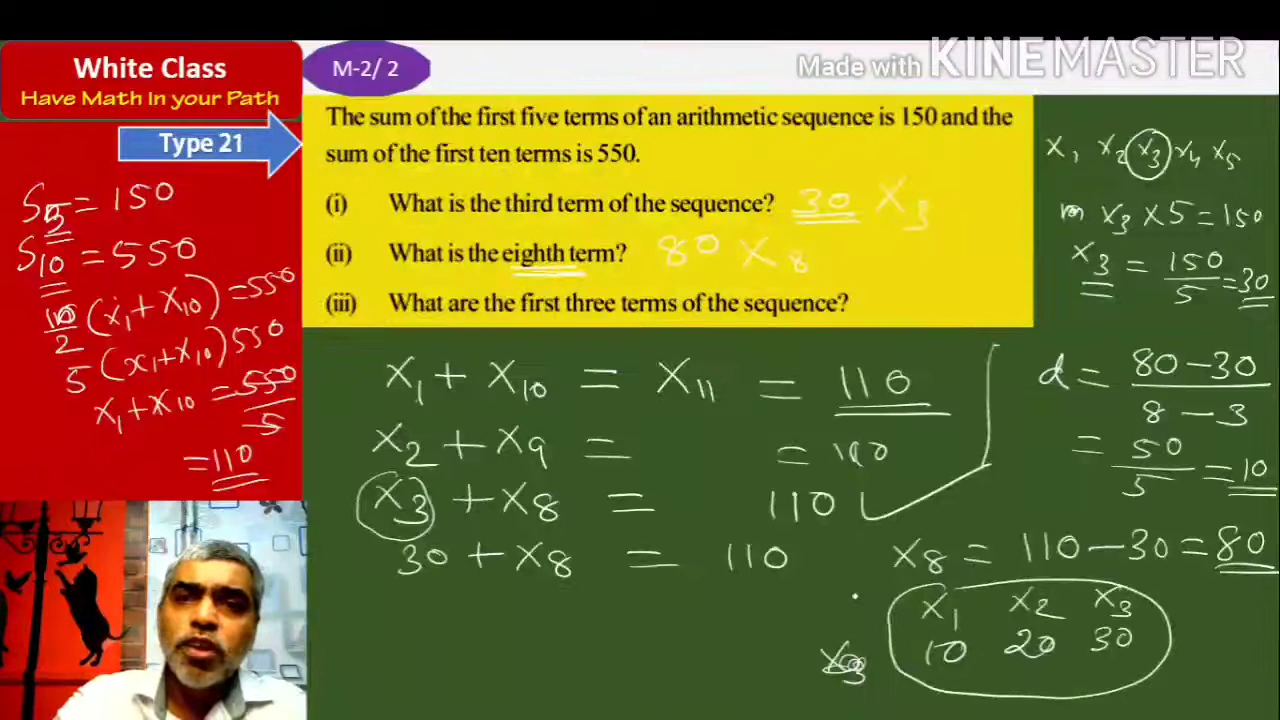 White Class
Have Math in your Path
Type 21
M-2/ 2
Made with KINEMASTER
The sum of the first five terms of an arithmetic sequence is 150 and the
sum of the first ten terms is 550.
(i) What is the third term of the sequence? 30 X3
(ii) What is the eighth term? 80 X8
(iii) What are the first three terms of the sequence?
S5 = 150
S10 = 550
10/2 (x1 + x10) = 550
5 (x1 + x10) 550
x1 + x10 = 550/5
= 110
x1 x2 x3 x4 x5
x3 × 5 = 150
x3 = 150/5 = 30
X1 + X10 = X11 = 110
X2 + X9 = = 110
X3 + X8 = 110
30 + X8 = 110
d = 80 – 30 / 8 – 3
= 50/5 = 10
X8 = 110 – 30 = 80
X1 X2 X3
10 20 30